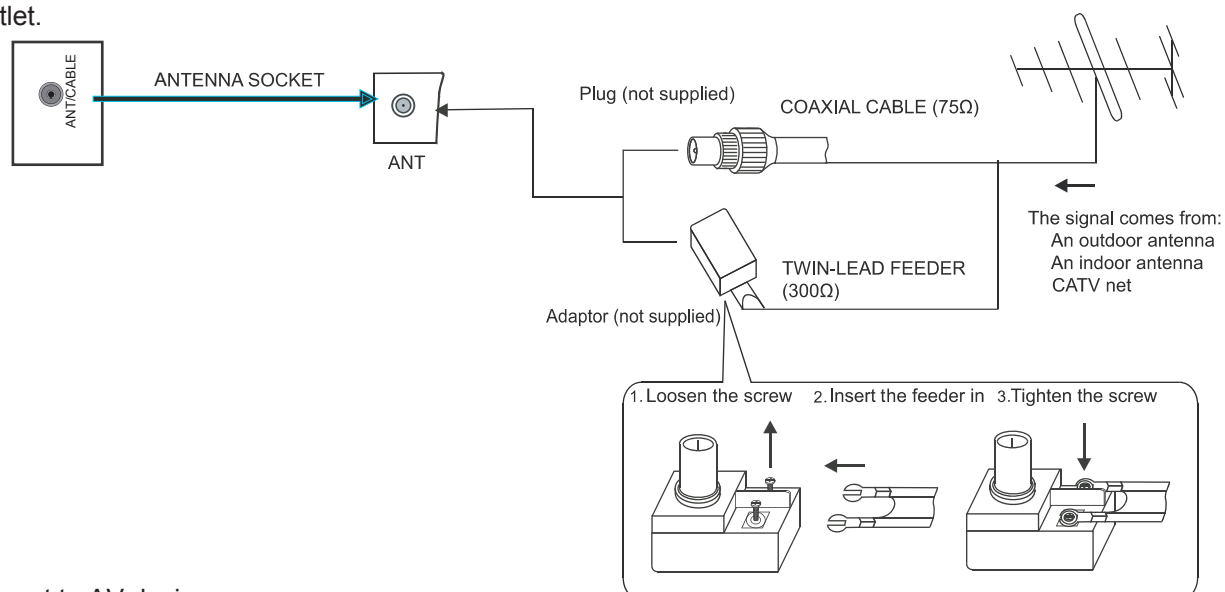 tlet.
ANT/CABLE
ANTENNA SOCKET
ANT
Plug (not supplied)
COAXIAL CABLE (75Ω)
The signal comes from:
An outdoor antenna
An indoor antenna
CATV net
TWIN-LEAD FEEDER
(300Ω)
Adaptor (not supplied)
1. Loosen the screw
2. Insert the feeder in
3.Tighten the screw